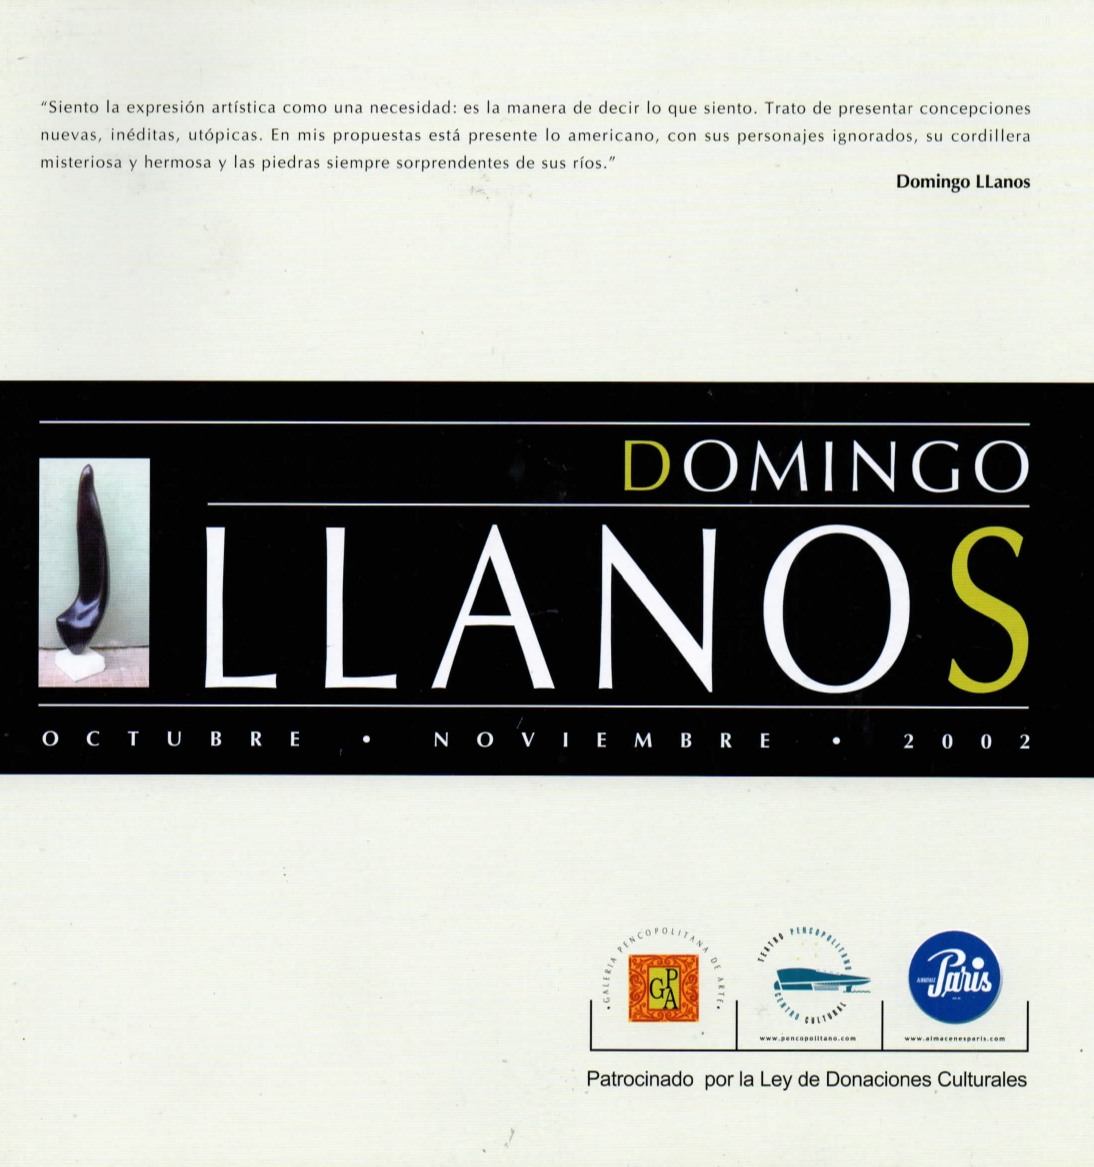 “Siento la expresión artística como una necesidad: es la manera de decir lo que siento. Trato de presentar concepciones
nuevas, inéditas, utópicas. En mis propuestas está presente lo americano, con sus personajes ignorados, su cordillera
misteriosa y hermosa y las piedras siempre sorprendentes de sus ríos.”
Domingo LLanos
DOMINGO
LLANOS
OCTUBRE • NOVIEMBRE • 2002
•GALERIA PENCOPOLITANA DE ARTE•
GPA
TEATRO PENCOPOLITANO
CENTRO CULTURAL
www.pencopolitano.com
ALMACENES
Paris
www.almacenesparis.com
Patrocinado por la Ley de Donaciones Culturales